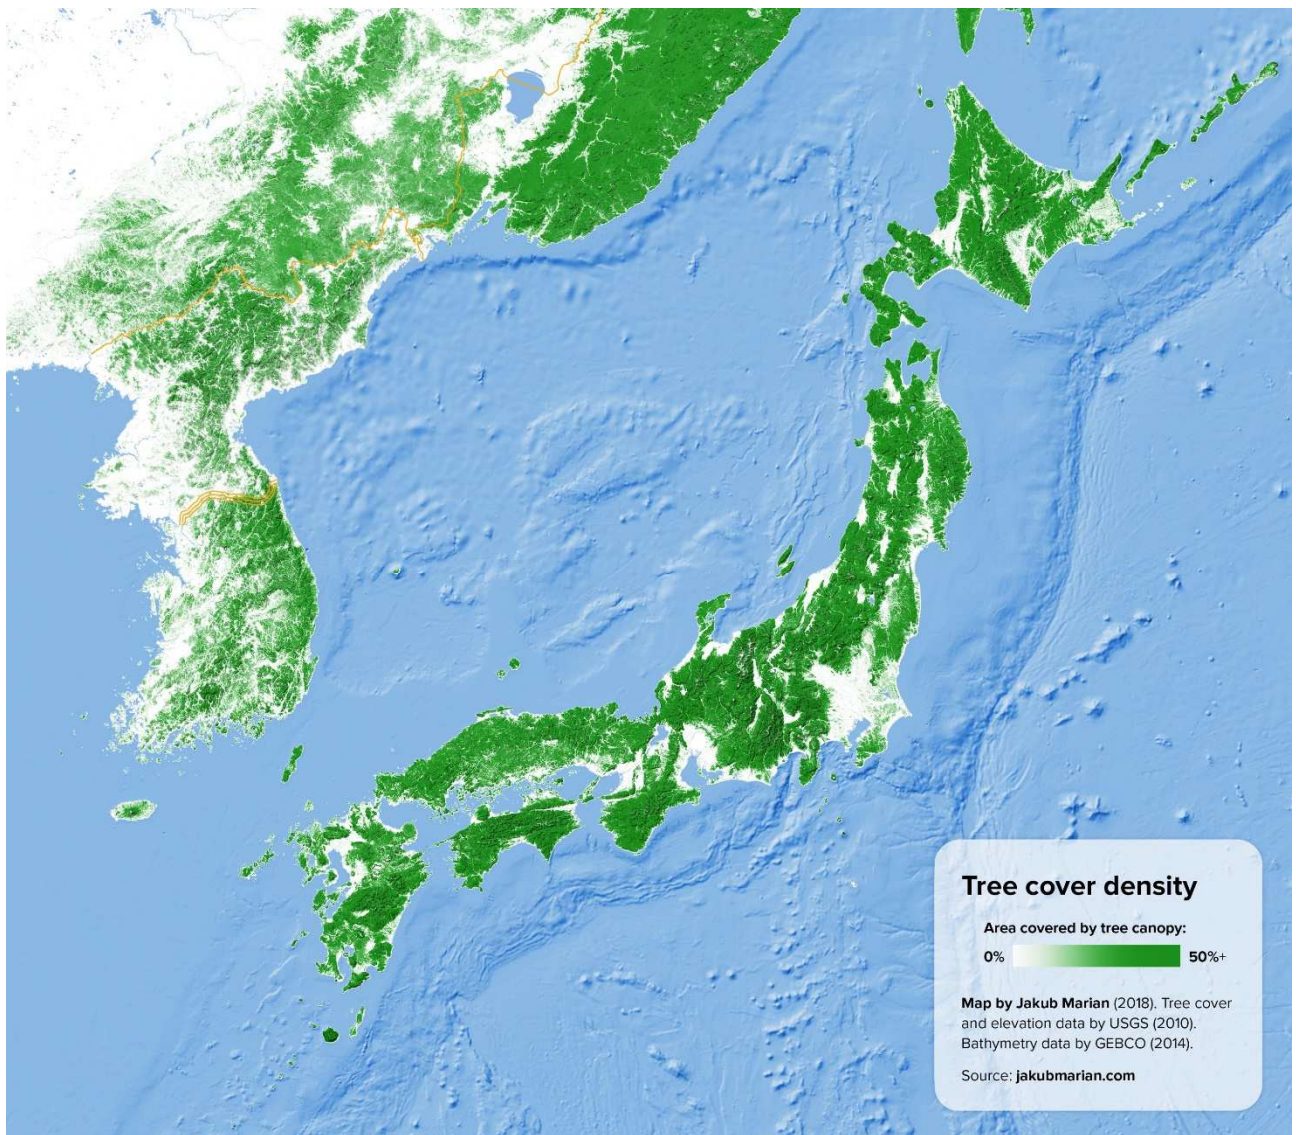 Tree cover density
Area covered by tree canopy:
0% 50%+
Map by Jakub Marian (2018). Tree cover
and elevation data by USGS (2010).
Bathymetry data by GEBCO (2014).
Source: jakubmarian.com